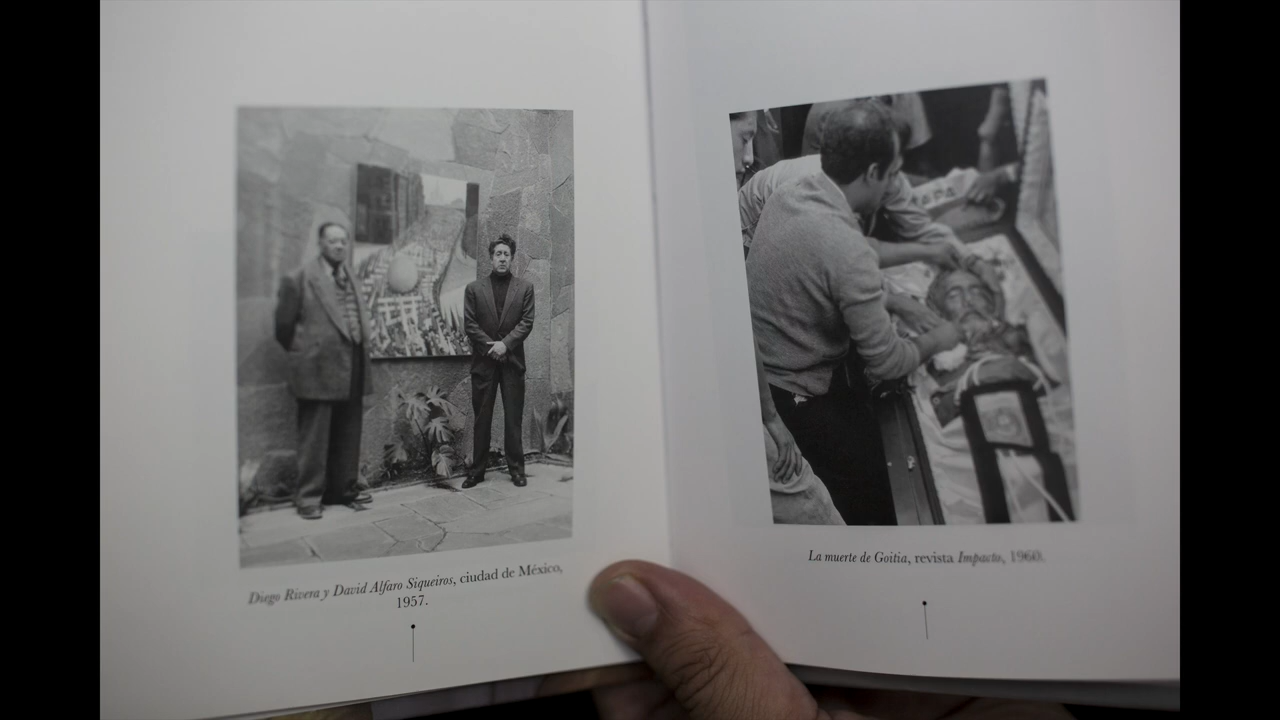 Diego Rivera y David Alfaro Siqueiros, ciudad de México,
1957.
La muerte de Goitia, revista Impacto, 1960.